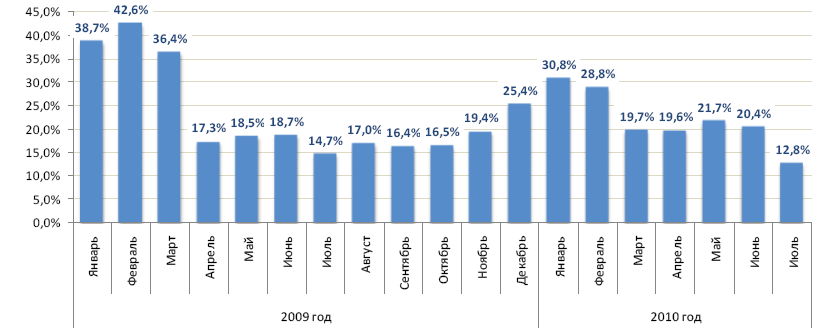 45,0%
40,0%
35,0%
30,0%
25,0%
20,0%
15,0%
10,0%
5,0%
0,0%
38,7%
42,6%
36,4%
17,3%
18,5%
18,7%
14,7%
17,0%
16,4%
16,5%
19,4%
25,4%
30,8%
28,8%
19,7%
19,6%
21,7%
20,4%
12,8%
Январь
Февраль
Март
Апрель
Май
Июнь
Июль
Август
Сентябрь
Октябрь
Ноябрь
Декабрь
Январь
Февраль
Март
Апрель
Май
Июнь
Июль
2009 год
2010 год